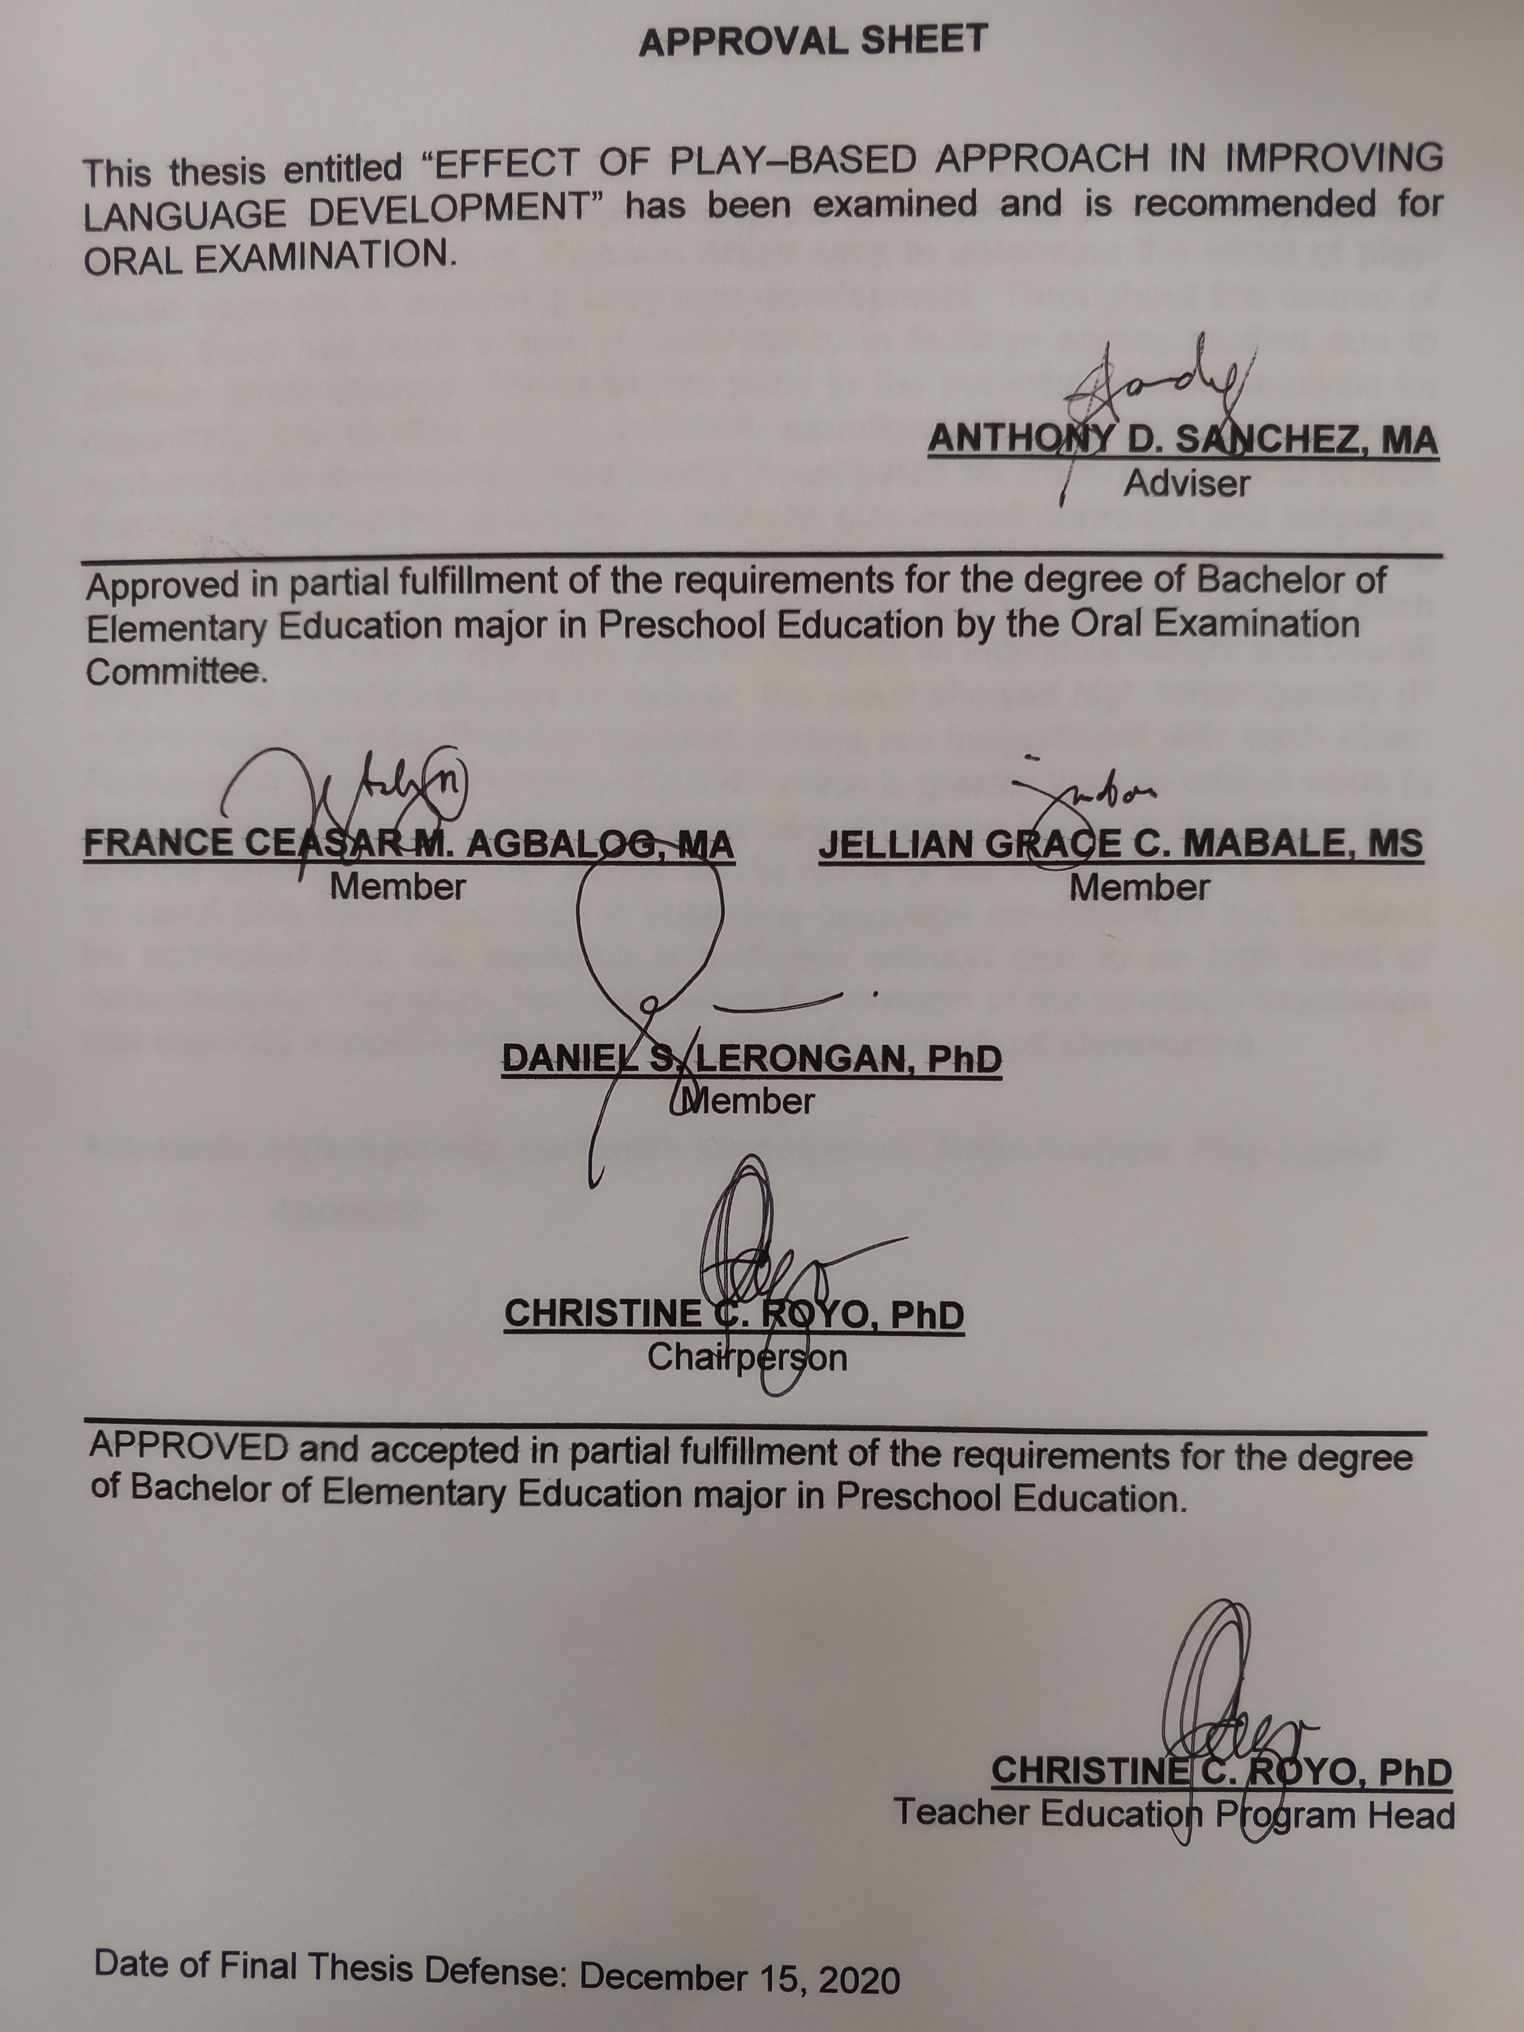 APPROVAL SHEET
This thesis entitled “EFFECT OF PLAY–BASED APPROACH IN IMPROVING
LANGUAGE DEVELOPMENT” has been examined and is recommended for
ORAL EXAMINATION.
ANTHONY D. SANCHEZ, MA
Adviser
Approved in partial fulfillment of the requirements for the degree of Bachelor of
Elementary Education major in Preschool Education by the Oral Examination
Committee.
FRANCE CEASAR M. AGBALOG, MA JELLIAN GRACE C. MABALE, MS
Member Member
DANIEL S. LERONGAN, PhD
Member
CHRISTINE C. ROYO, PhD
Chairperson
APPROVED and accepted in partial fulfillment of the requirements for the degree
of Bachelor of Elementary Education major in Preschool Education.
CHRISTINE C. ROYO, PhD
Teacher Education Program Head
Date of Final Thesis Defense: December 15, 2020